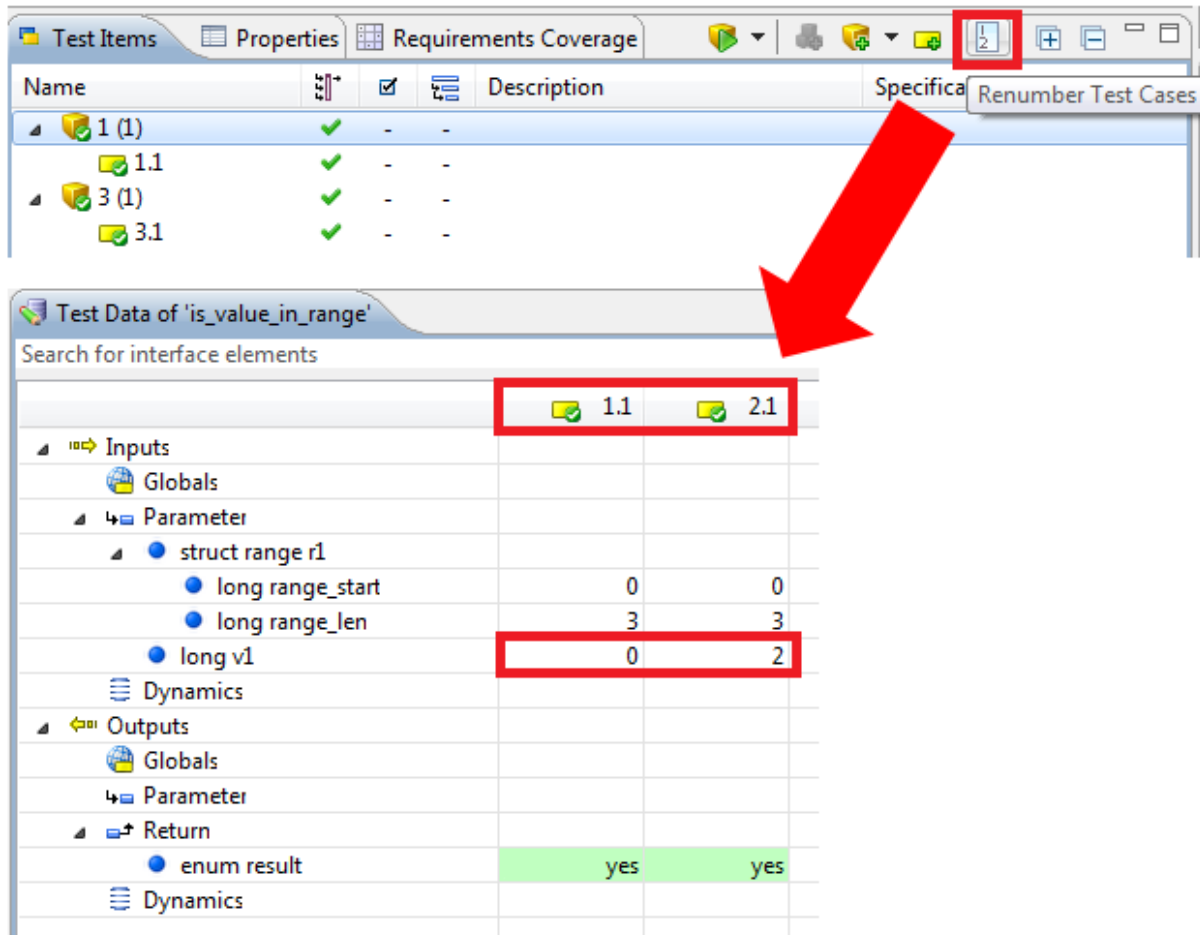 Test Items Properties Requirements Coverage
1 2
Renumber Test Cases
Name Description Specifica
1 (1)
1.1
3 (1)
3.1
Test Data of 'is_value_in_range'
Search for interface elements
1.1 2.1
Inputs
Globals
Parameter
struct range r1
long range_start 0 0
long range_len 3 3
long v1 0 2
Dynamics
Outputs
Globals
Parameter
Return
enum result yes yes
Dynamics